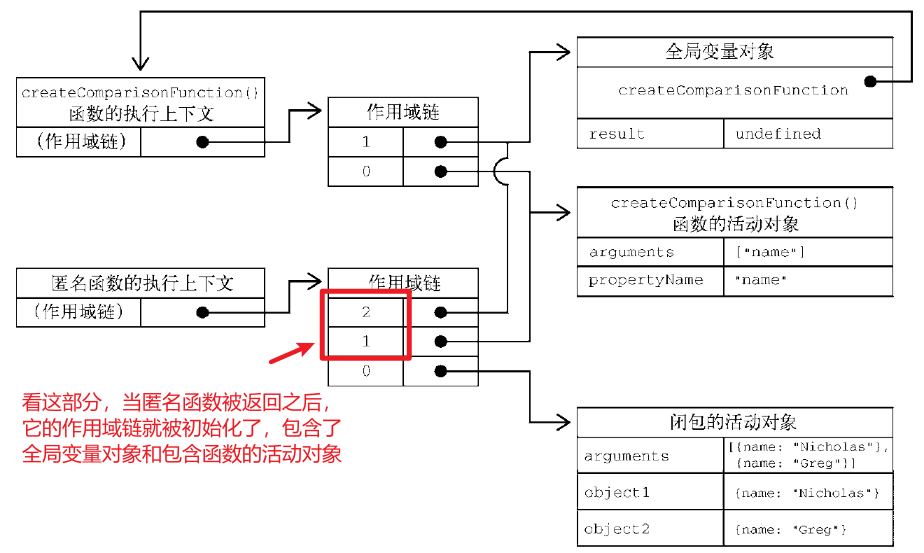 createComparisonFunction()
函数的执行上下文
(作用域链)
作用域链
1
0
全局变量对象
createComparisonFunction
result undefined
createComparisonFunction()
函数的活动对象
arguments ["name"]
propertyName "name"
匿名函数的执行上下文
(作用域链)
作用域链
2
1
0
看这部分，当匿名函数被返回之后，
它的作用域链就被初始化了，包含了
全局变量对象和包含函数的活动对象
闭包的活动对象
arguments [{name: "Nicholas"},
{name: "Greg"}]
object1 {name: "Nicholas"}
object2 {name: "Greg"}